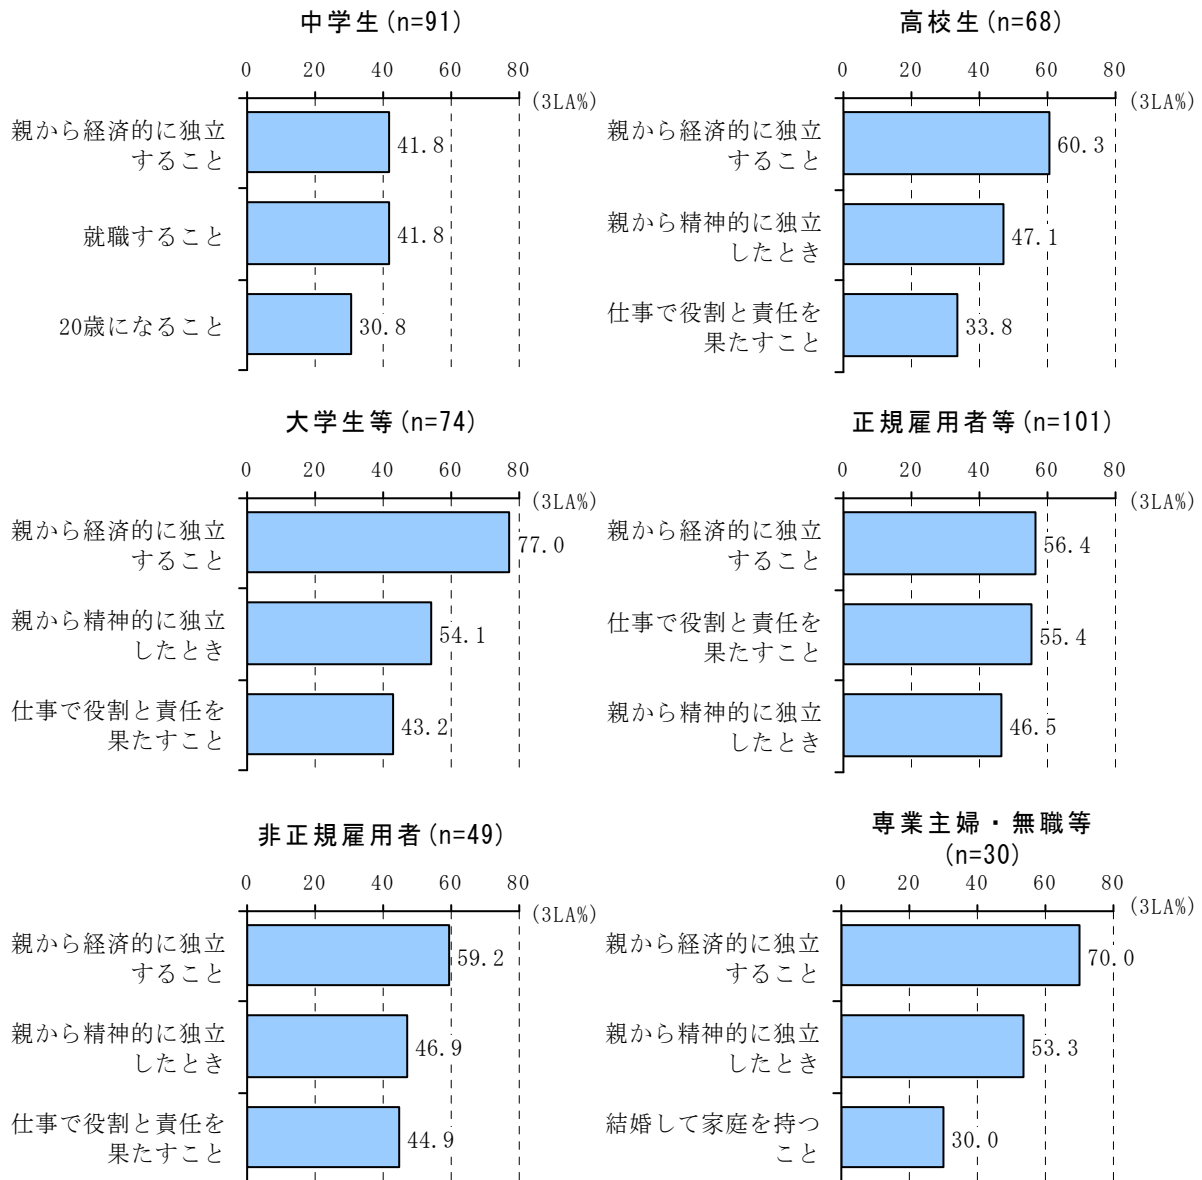 中学生(n=91)
0 20 40 60 80
(3LA%)
親から経済的に独立
すること
41.8
就職すること
41.8
20歳になること
30.8
高校生(n=68)
0 20 40 60 80
(3LA%)
親から経済的に独立
すること
60.3
親から精神的に独立
したとき
47.1
仕事で役割と責任を
果たすこと
33.8
大学生等(n=74)
0 20 40 60 80
(3LA%)
親から経済的に独立
すること
77.0
親から精神的に独立
したとき
54.1
仕事で役割と責任を
果たすこと
43.2
正規雇用者等(n=101)
0 20 40 60 80
(3LA%)
親から経済的に独立
すること
56.4
仕事で役割と責任を
果たすこと
55.4
親から精神的に独立
したとき
46.5
非正規雇用者(n=49)
0 20 40 60 80
(3LA%)
親から経済的に独立
すること
59.2
親から精神的に独立
したとき
46.9
仕事で役割と責任を
果たすこと
44.9
専業主婦・無職等
(n=30)
0 20 40 60 80
(3LA%)
親から経済的に独立
すること
70.0
親から精神的に独立
したとき
53.3
結婚して家庭を持つ
こと
30.0